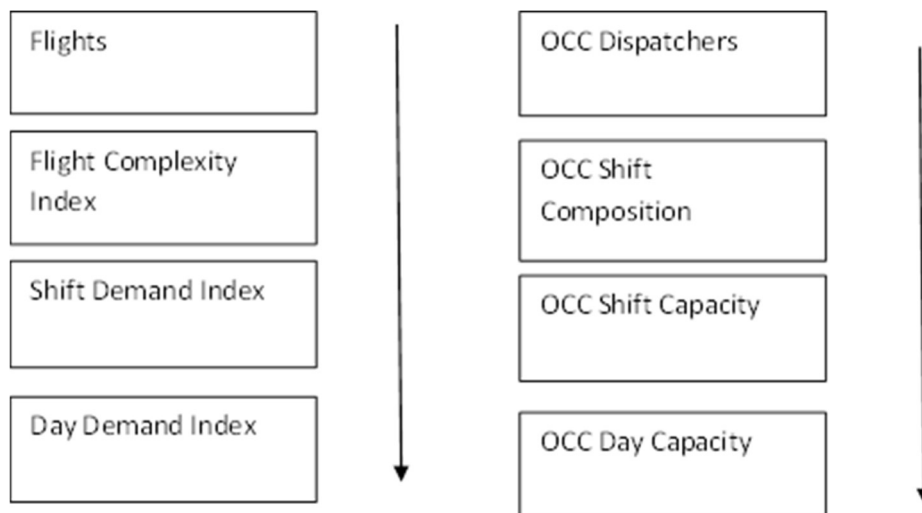 Flights
Flight Complexity
Index
Shift Demand Index
Day Demand Index
OCC Dispatchers
OCC Shift
Composition
OCC Shift Capacity
OCC Day Capacity